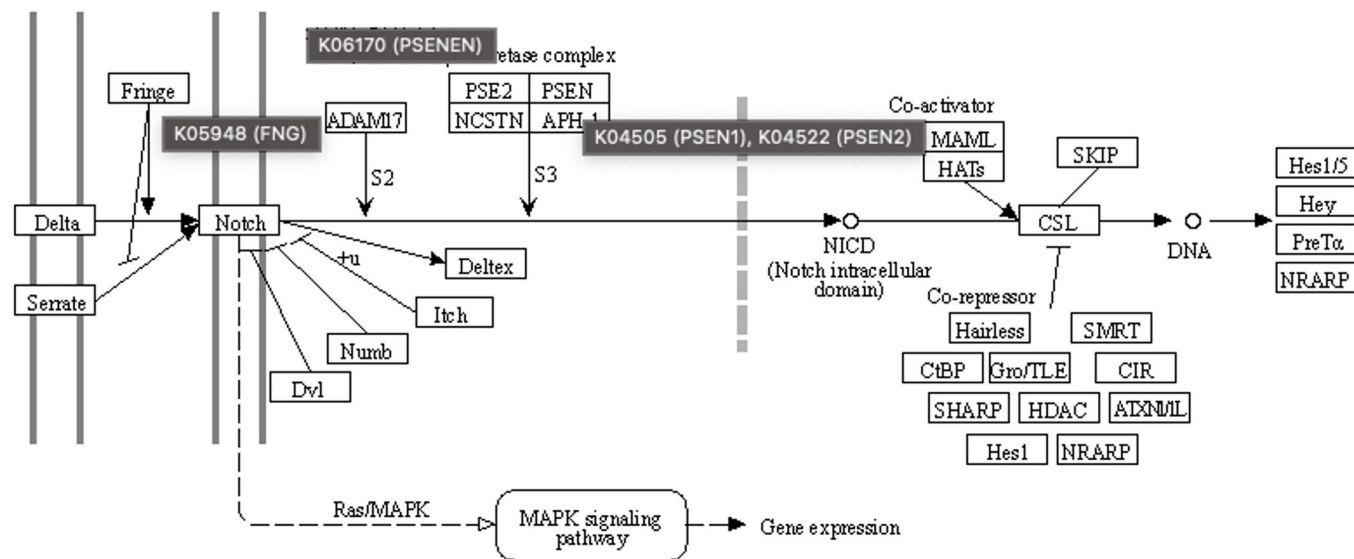 K06170 (PSENEN)
retase complex
Fringe
PSE2
PSEN
K05948 (FNG)
ADAM17
NCSTN
APH-1
Co-activator
K04505 (PSEN1), K04522 (PSEN2)
MAML
SKIP
HATs
Hes1/5
S2
S3
Delta
Notch
CSL
Hey
NICD
DNA
PreTα
(Notch intracellular
domain)
+u
Deltex
NRARP
Serrate
Itch
Co-repressor
Hairless
SMRT
Numb
CtBP
Gro/TLE
CIR
Dvl
SHARP
HDAC
ATXN1/1L
Hes1
NRARP
Ras/MAPK
MAPK signaling
pathway
Gene expression